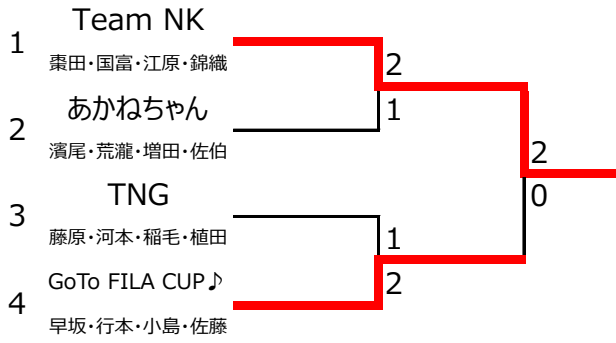 Team NK
1
棗田・国富・江原・錦織
2
1
あかねちゃん
2
濱尾・荒瀧・増田・佐伯
2
0
TNG
3
藤原・河本・稲毛・植田
1
2
GoTo FILA CUP♪
4
早坂・行本・小島・佐藤